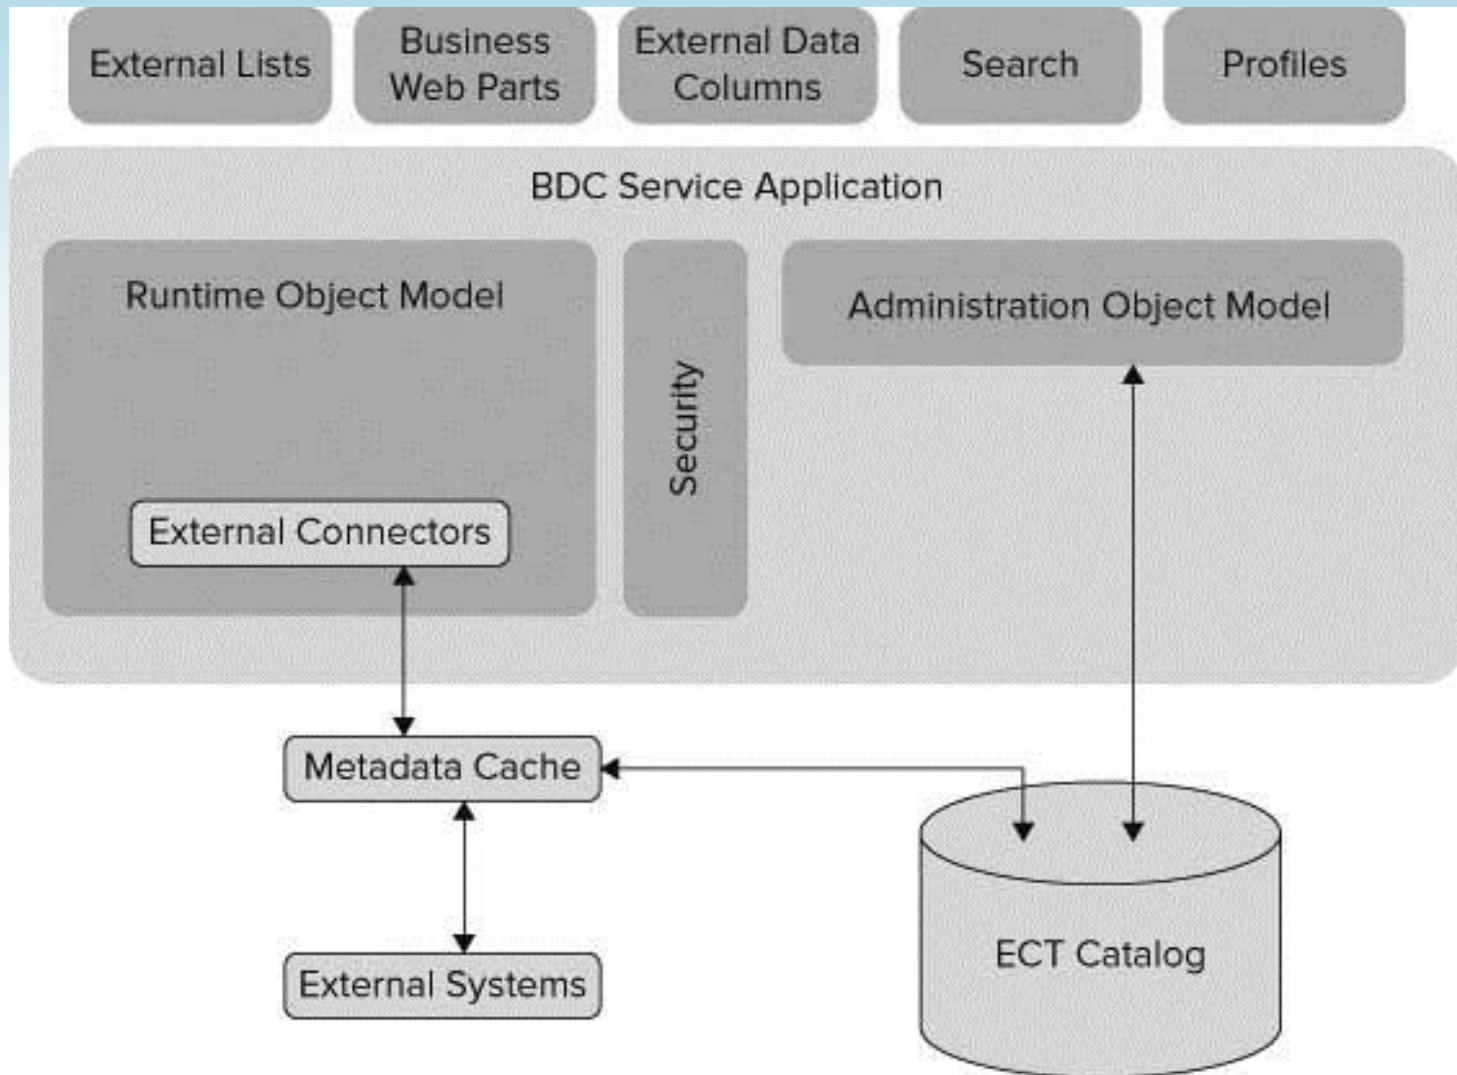 External Lists
Business
Web Parts
External Data
Columns
Search
Profiles
BDC Service Application
Runtime Object Model
Security
Administration Object Model
External Connectors
Metadata Cache
External Systems
ECT Catalog